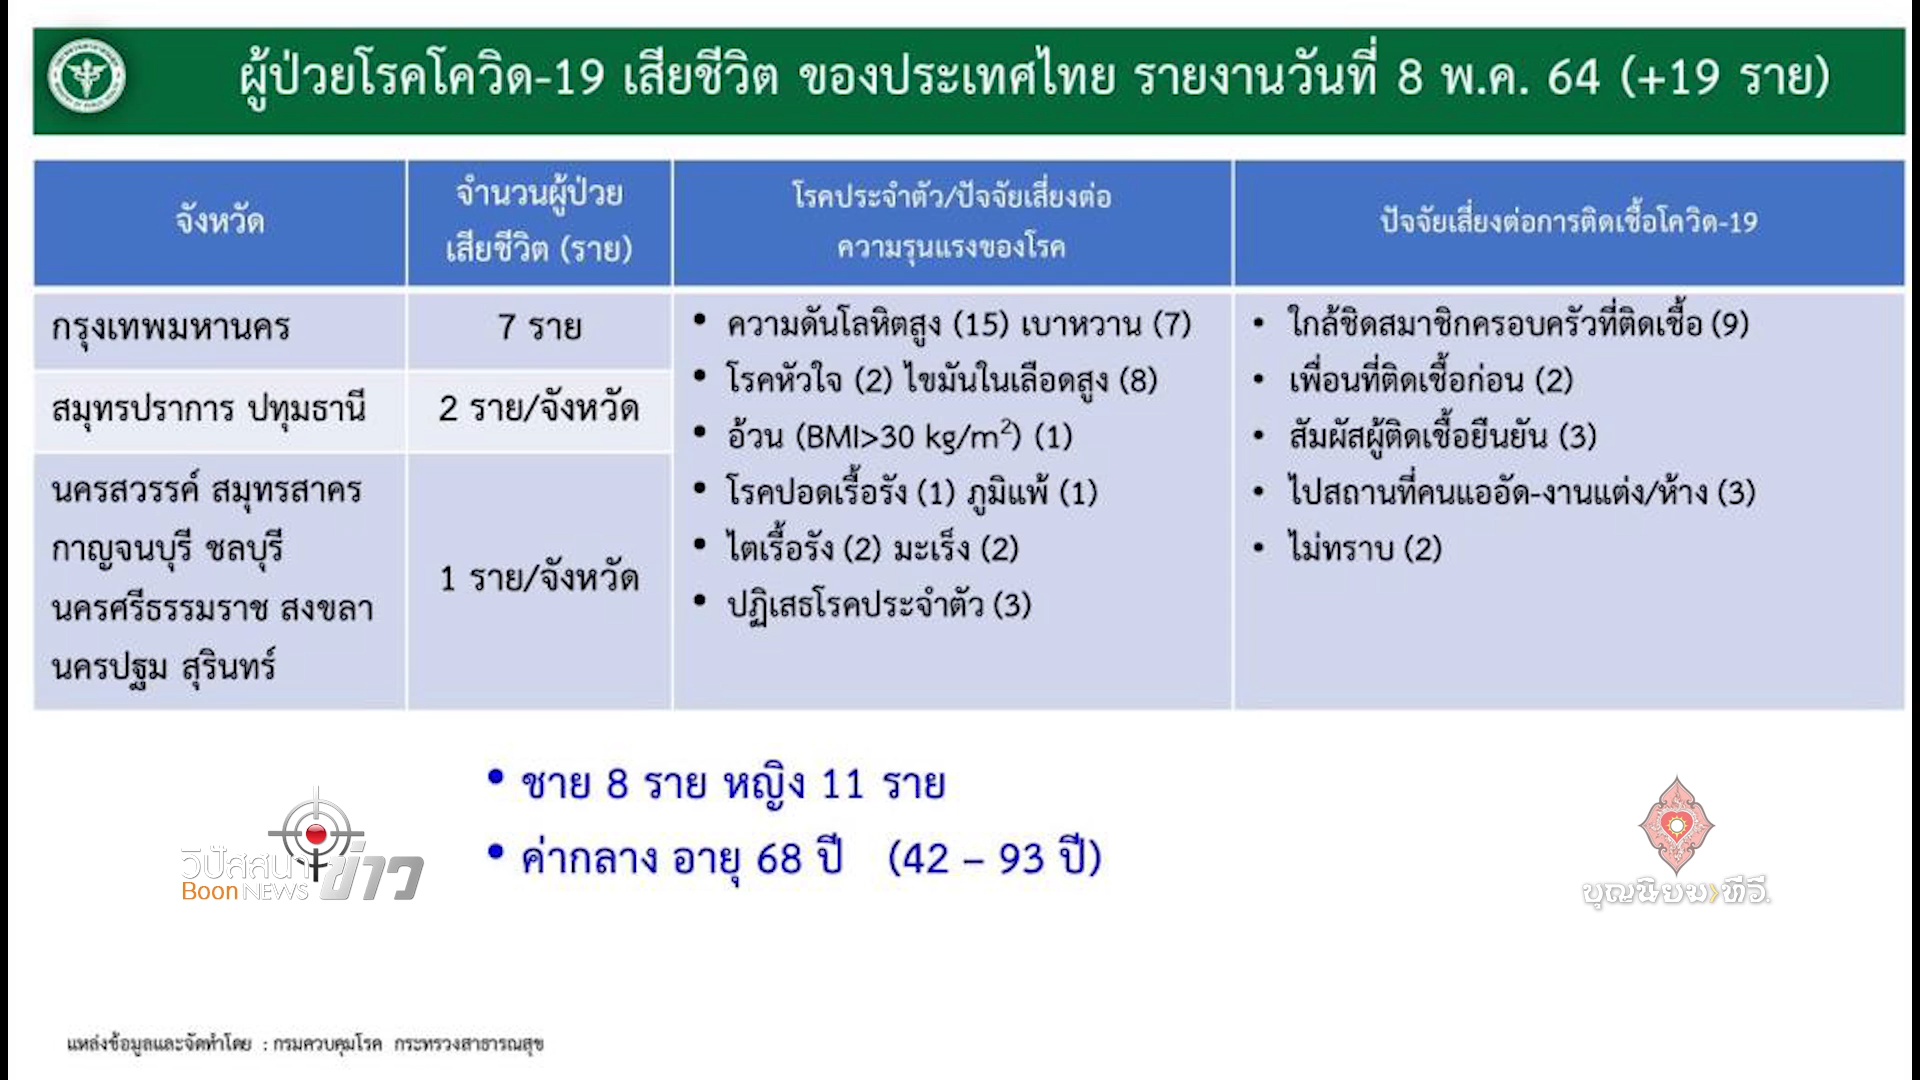 ผู้ป่วยโรคโควิด-19 เสียชีวิต ของประเทศไทย รายงานวันที่ 8 พ.ค. 64 (+19 ราย)
จังหวัด
จำนวนผู้ป่วย
เสียชีวิต (ราย)
โรคประจำตัว/ปัจจัยเสี่ยงต่อ
ความรุนแรงของโรค
ปัจจัยเสี่ยงต่อการติดเชื้อโควิด-19
กรุงเทพมหานคร
7 ราย
สมุทรปราการ ปทุมธานี
2 ราย/จังหวัด
นครสวรรค์ สมุทรสาคร
กาญจนบุรี ชลบุรี
นครศรีธรรมราช สงขลา
นครปฐม สุรินทร์
1 ราย/จังหวัด
• ความดันโลหิตสูง (15) เบาหวาน (7)
• โรคหัวใจ (2) ไขมันในเลือดสูง (8)
• อ้วน (BMI>30 kg/m²) (1)
• โรคปอดเรื้อรัง (1) ภูมิแพ้ (1)
• ไตเรื้อรัง (2) มะเร็ง (2)
• ปฏิเสธโรคประจำตัว (3)
• ใกล้ชิดสมาชิกครอบครัวที่ติดเชื้อ (9)
• เพื่อนที่ติดเชื้อก่อน (2)
• สัมผัสผู้ติดเชื้อยืนยัน (3)
• ไปสถานที่คนแออัด-งานแต่ง/ห้าง (3)
• ไม่ทราบ (2)
• ชาย 8 ราย หญิง 11 ราย
• ค่ากลาง อายุ 68 ปี (42 – 93 ปี)
วิปัสสนาข่าว
Boon NEWS
บุญนิยมทีวี
แหล่งข้อมูลและจัดทำโดย : กรมควบคุมโรค กระทรวงสาธารณสุข